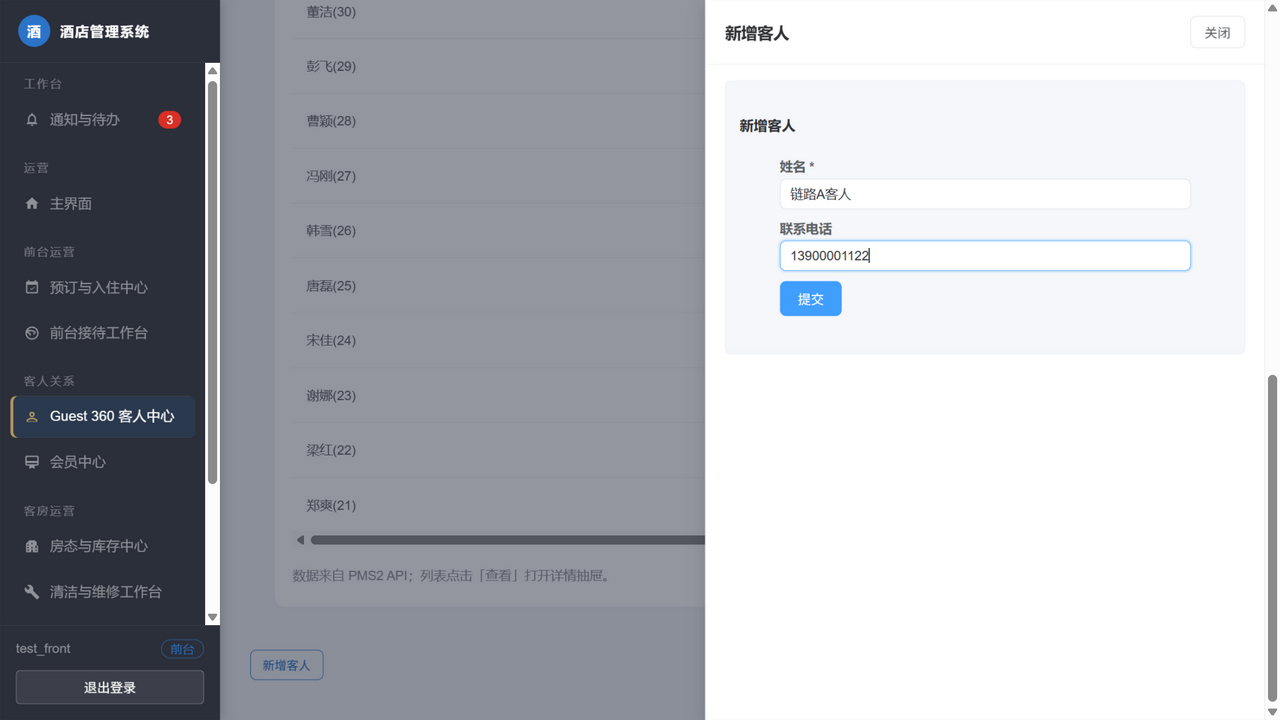 酒 酒店管理系统
工作台
通知与待办 3
运营
主界面
前台运营
预订与入住中心
前台接待工作台
客人关系
Guest 360 客人中心
会员中心
客房运营
房态与库存中心
清洁与维修工作台
test_front 前台
退出登录
董洁(30)
彭飞(29)
曹颖(28)
冯刚(27)
韩雪(26)
唐磊(25)
宋佳(24)
谢娜(23)
梁红(22)
郑爽(21)
数据来自 PMS2 API；列表点击「查看」打开详情抽屉。
新增客人
新增客人 关闭
新增客人
姓名 *
链路A客人
联系电话
13900001122
提交